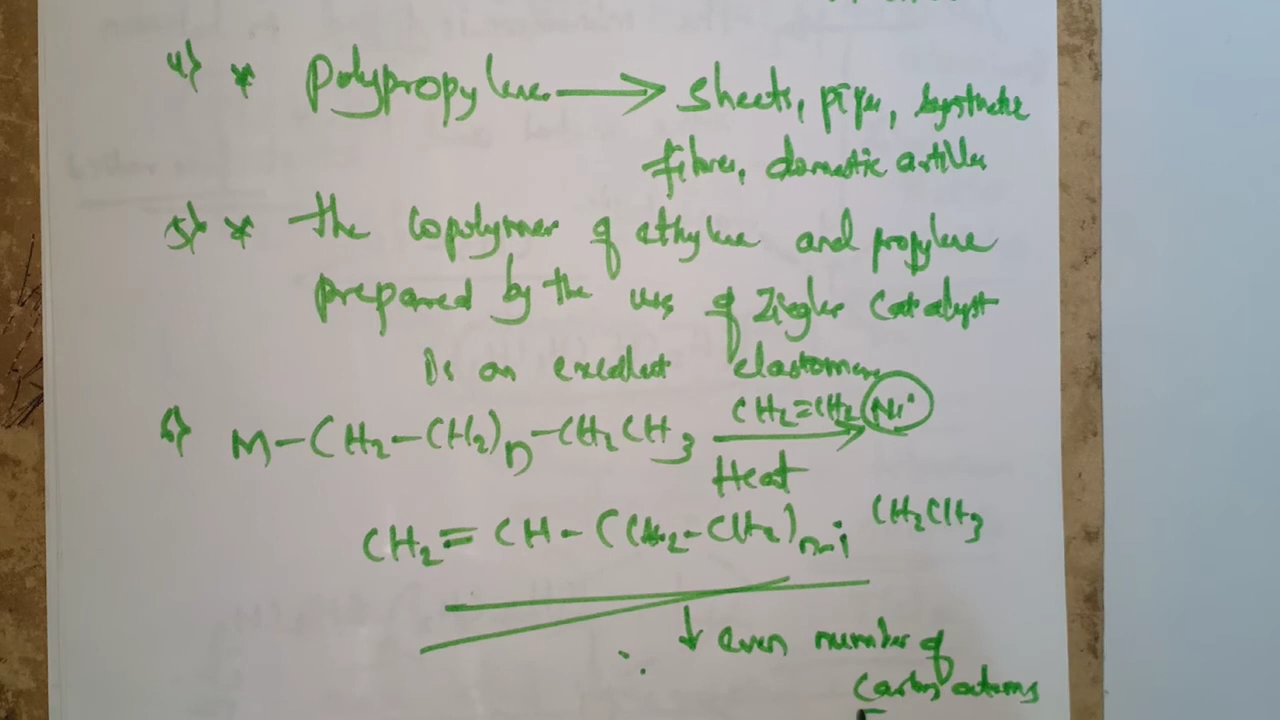 4) * Polypropylene → sheets, pipes, synthetic
fibres, domestic articles
5) * the copolymer of ethylene and propylene
prepared by the use of Ziegler catalyst
is an excellent elastomer
CH₂=CH₂ Ni
6) M-(CH₂-CH₂)n-CH₂CH₃ →
Heat
CH₂=CH-(CH₂-CH₂)n-1 CH₂CH₃
↓ even number of
carbon atoms